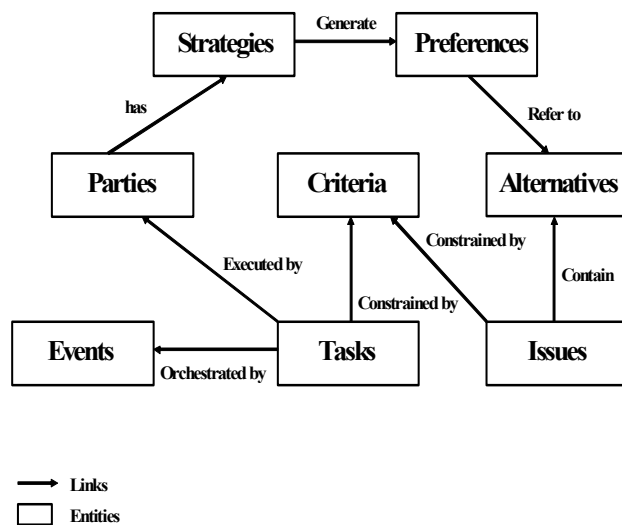 Generate
Strategies
Preferences
has
Refer to
Parties
Criteria
Alternatives
Constrained by
Executed by
Constrained by
Contain
Events
Tasks
Issues
Orchestrated by
Links
Entities